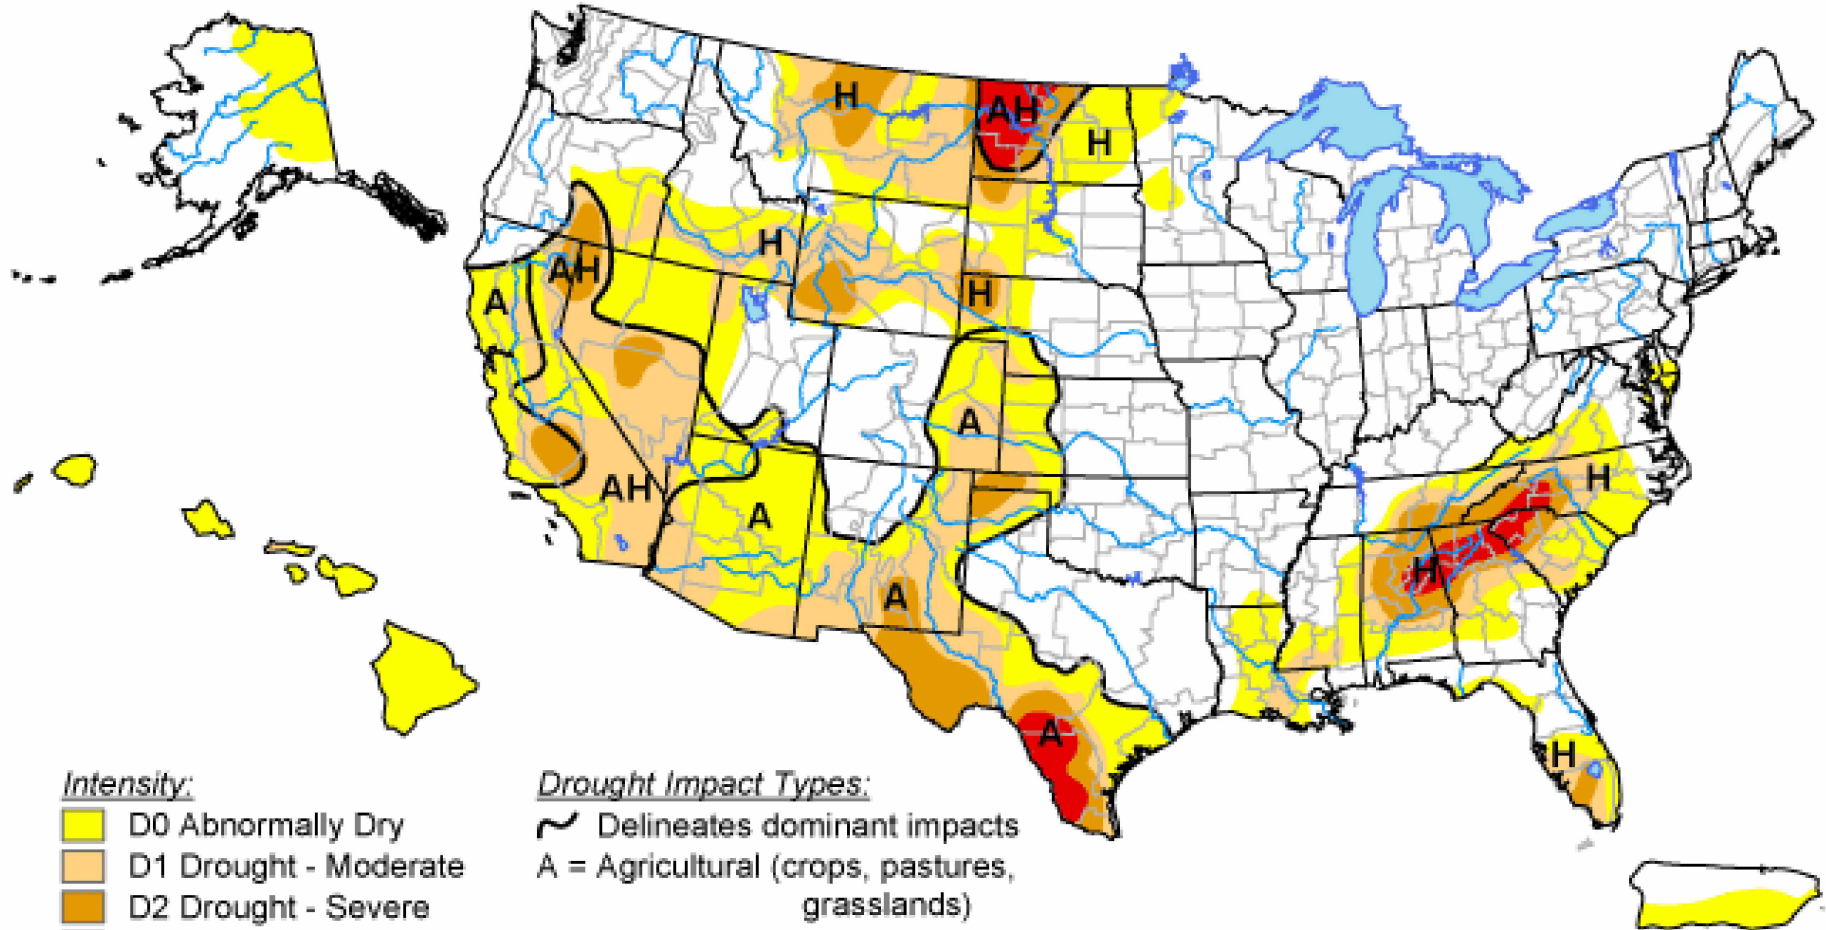 H
AH
H
H
AH
A
H
A
H
AH
A
H
A
A
H
Intensity:
D0 Abnormally Dry
D1 Drought - Moderate
D2 Drought - Severe
Drought Impact Types:
Delineates dominant impacts
A = Agricultural (crops, pastures,
grasslands)